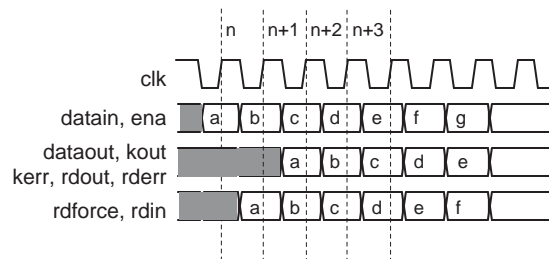 n n+1 n+2 n+3
clk
datain, ena a b c d e f g
dataout, kout
kerr, rdout, rderr a b c d e
rdforce, rdin a b c d e f